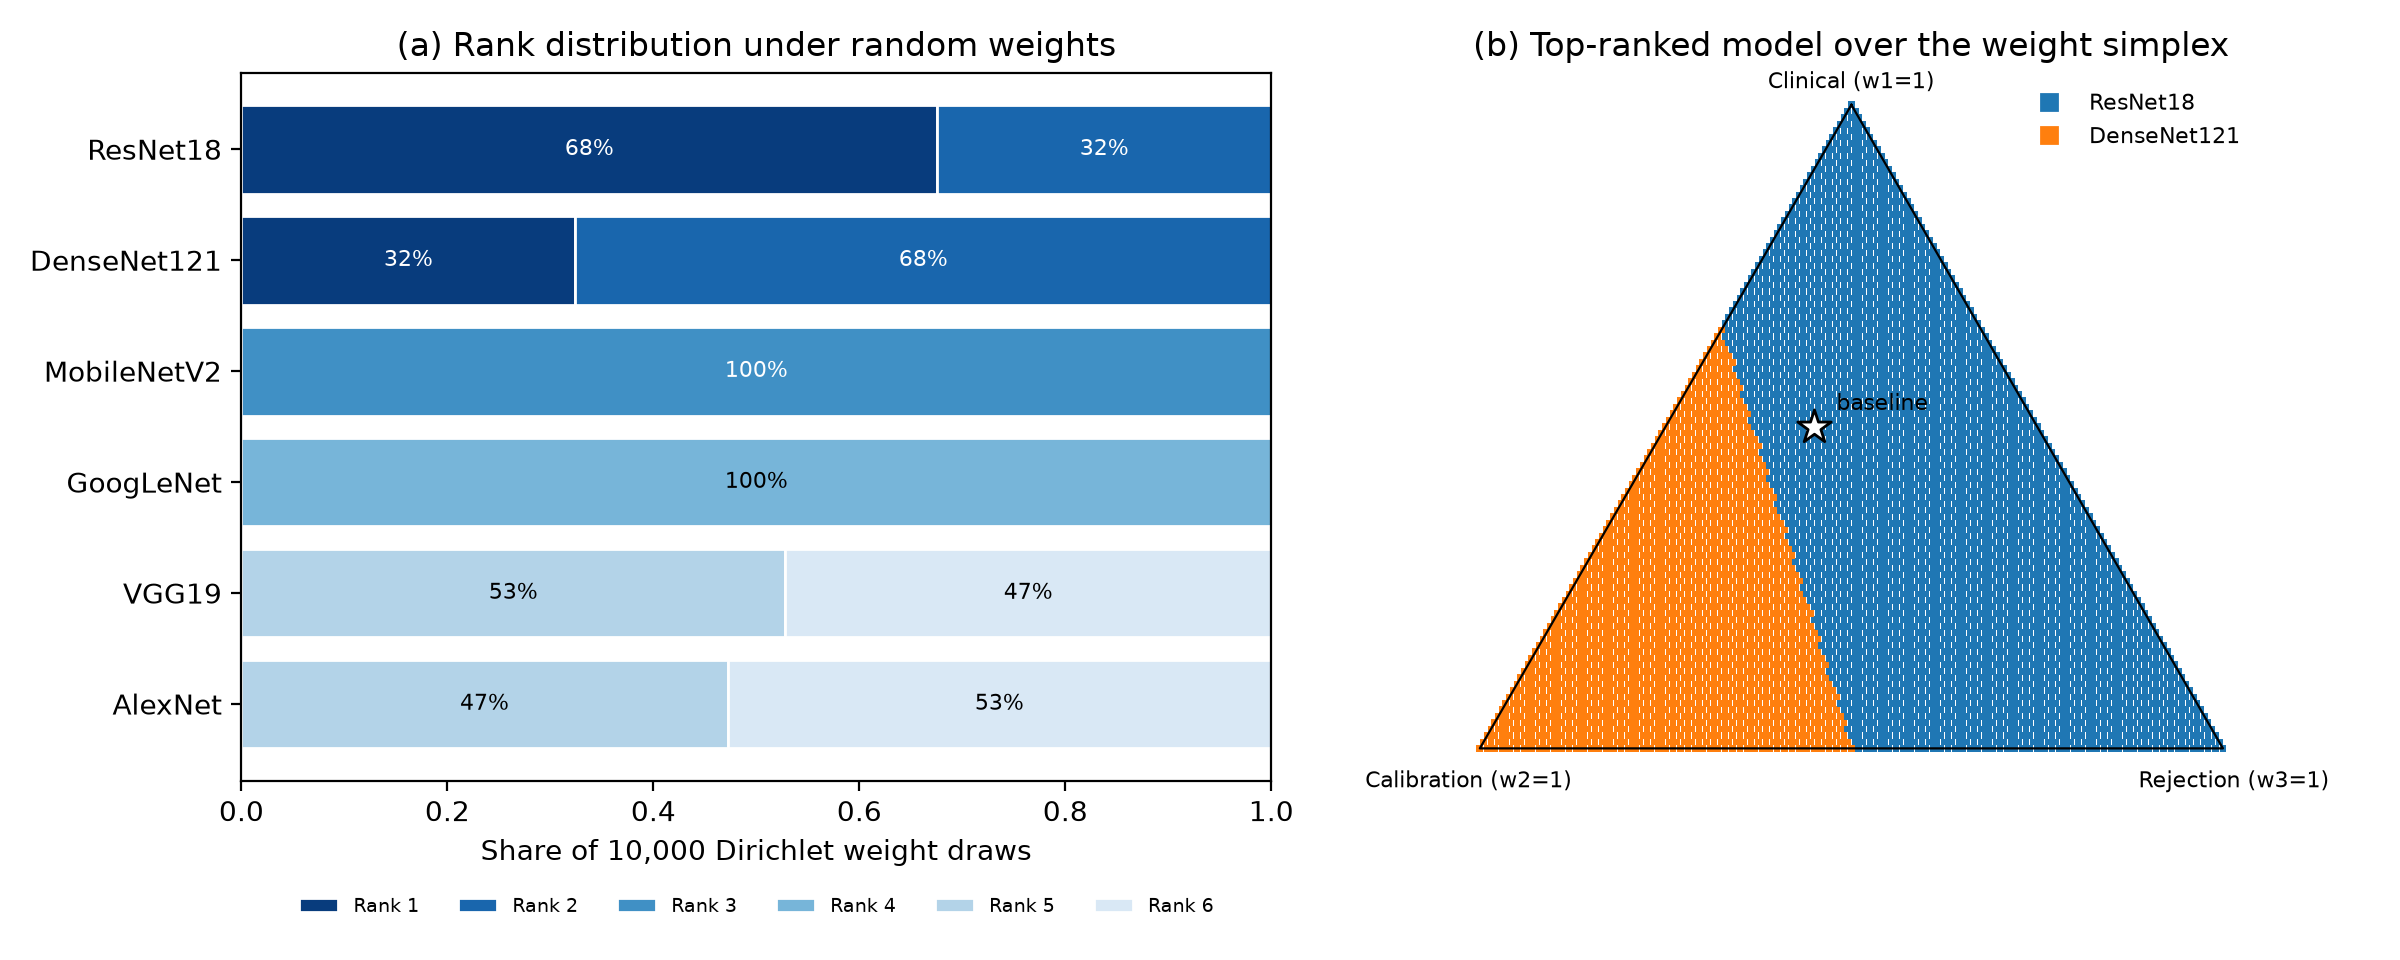 (a) Rank distribution under random weights
ResNet18
68%
32%
DenseNet121
32%
68%
MobileNetV2
100%
GoogLeNet
100%
VGG19
53%
47%
AlexNet
47%
53%
0.0 0.2 0.4 0.6 0.8 1.0
Share of 10,000 Dirichlet weight draws
Rank 1 Rank 2 Rank 3 Rank 4 Rank 5 Rank 6
(b) Top-ranked model over the weight simplex
Clinical (w1=1)
ResNet18
DenseNet121
baseline
Calibration (w2=1)
Rejection (w3=1)